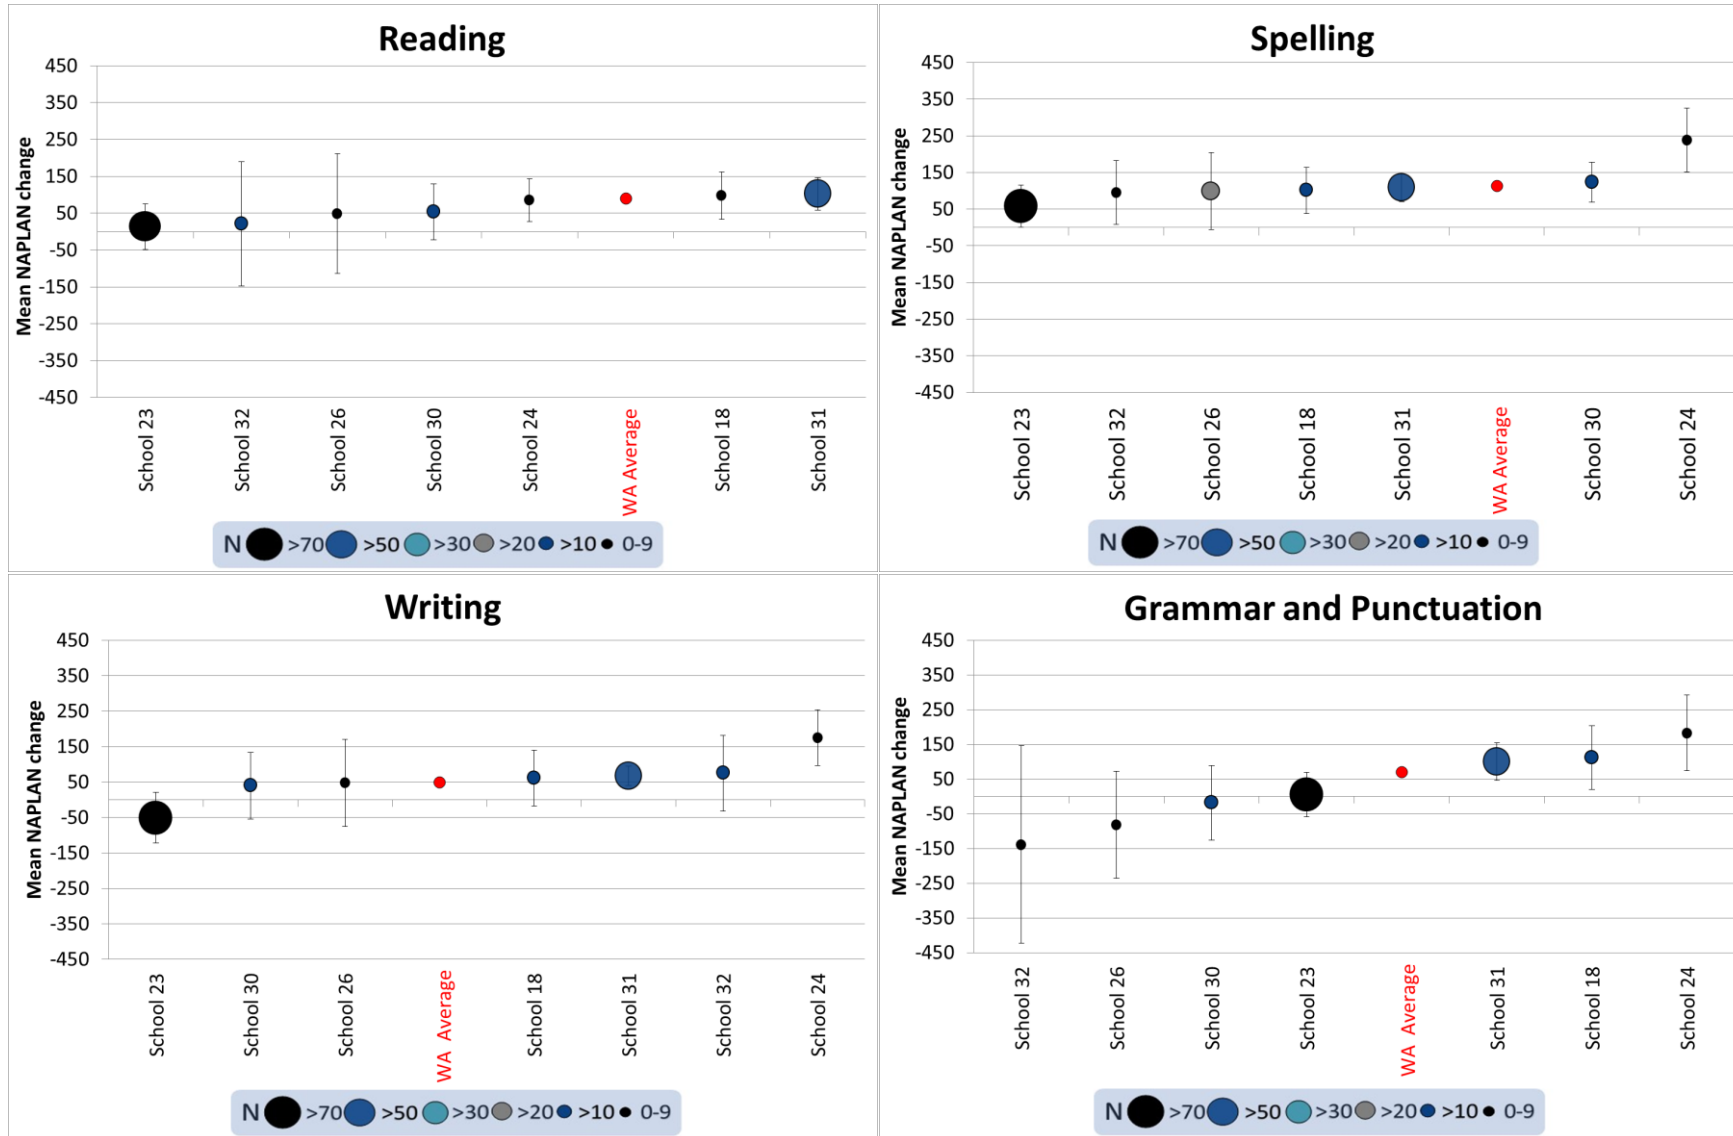 Reading
Mean NAPLAN change
450
350
250
150
50
-50
-150
-250
-350
-450
School 23
School 32
School 26
School 30
School 24
WA Average
School 18
School 31
N >70 >50 >30 >20 >10 0-9
Spelling
Mean NAPLAN change
450
350
250
150
50
-50
-150
-250
-350
-450
School 23
School 32
School 26
School 18
School 31
WA Average
School 30
School 24
N >70 >50 >30 >20 >10 0-9
Writing
Mean NAPLAN change
450
350
250
150
50
-50
-150
-250
-350
-450
School 23
School 30
School 26
WA Average
School 18
School 31
School 32
School 24
N >70 >50 >30 >20 >10 0-9
Grammar and Punctuation
Mean NAPLAN change
450
350
250
150
50
-50
-150
-250
-350
-450
School 32
School 26
School 30
School 23
WA Average
School 31
School 18
School 24
N >70 >50 >30 >20 >10 0-9